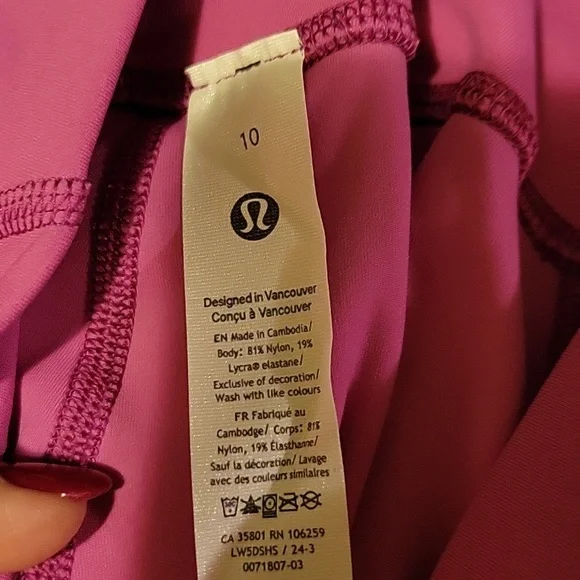 10
Designed in Vancouver
Conçu à Vancouver
EN Made in Cambodia/
Body: 81% Nylon, 19%
Lycra® elastane/
Exclusive of decoration/
Wash with like colours
FR Fabriqué au
Cambodge/ Corps: 81%
Nylon, 19% Élasthanne/
Sauf la décoration/ Lavage
avec des couleurs similaires
CA 35801 RN 106259
LW5DSHS / 24-3
0071807-03